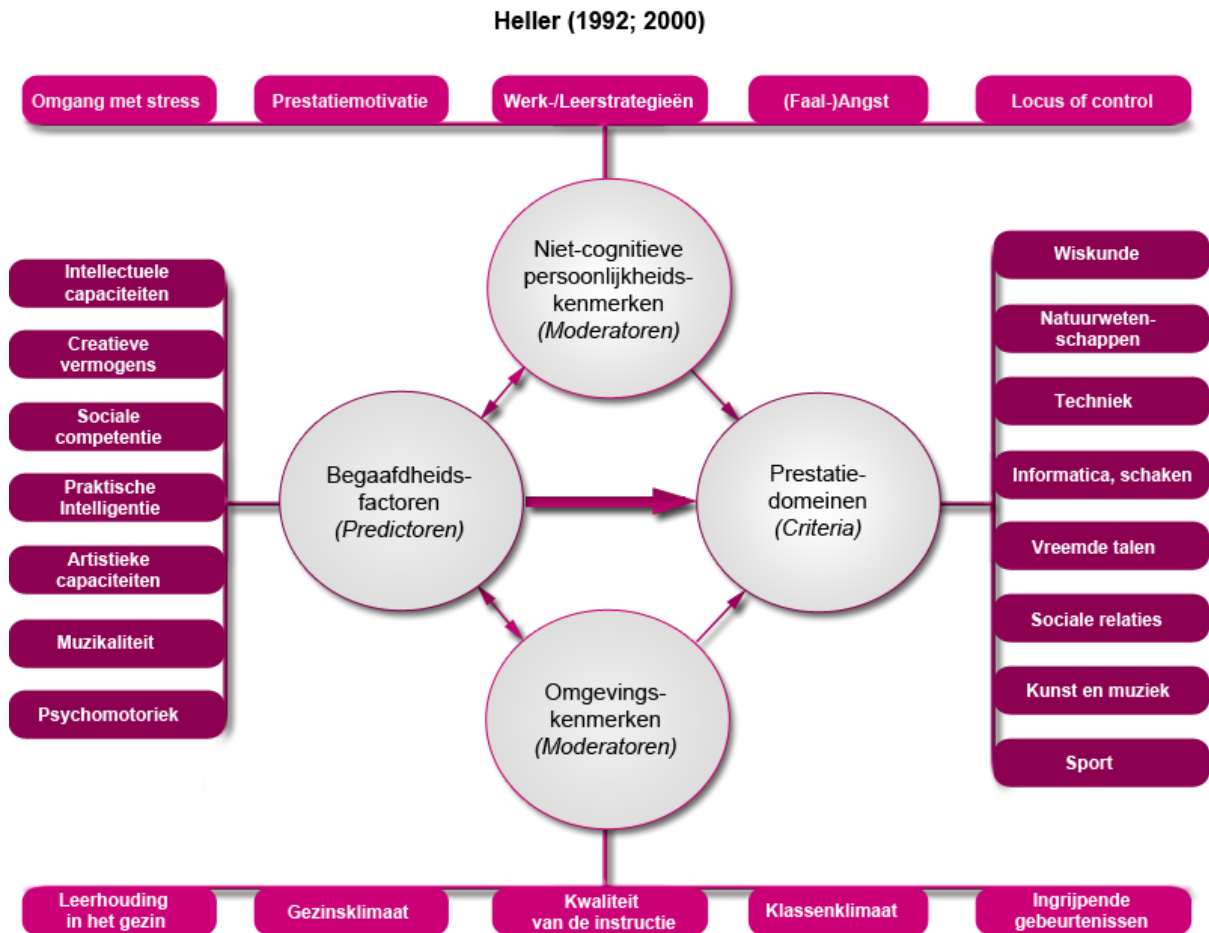 Heller (1992; 2000)
Omgang met stress
Prestatiemotivatie
Werk-/Leerstrategieën
(Faal-)Angst
Locus of control
Niet-cognitieve
persoonlijkheids-
kenmerken
(Moderatoren)
Intellectuele
capaciteiten
Creatieve
vermogens
Sociale
competentie
Praktische
Intelligentie
Artistieke
capaciteiten
Muzikaliteit
Psychomotoriek
Begaafdheids-
factoren
(Predictoren)
Prestatie-
domeinen
(Criteria)
Wiskunde
Natuurweten-
schappen
Techniek
Informatica, schaken
Vreemde talen
Sociale relaties
Kunst en muziek
Sport
Omgevings-
kenmerken
(Moderatoren)
Leerhouding
in het gezin
Gezinsklimaat
Kwaliteit
van de instructie
Klassenklimaat
Ingrijpende
gebeurtenissen